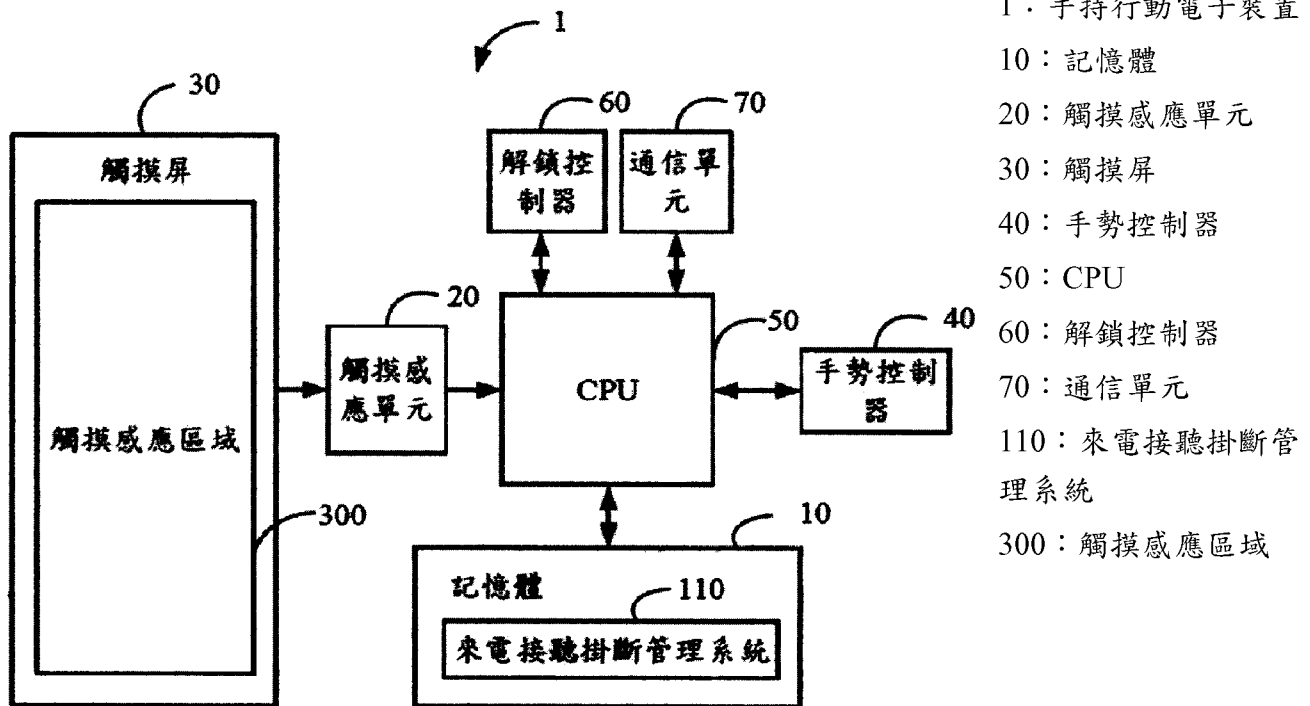 1
30
60
70
觸摸屏
解鎖控
制器
通信單
元
20
50
40
觸摸感
應單元
CPU
手勢控制
器
觸摸感應區域
300
10
記憶體
110
來電接聽掛斷管理系統
1：手持行動電子裝置
10：記憶體
20：觸摸感應單元
30：觸摸屏
40：手勢控制器
50：CPU
60：解鎖控制器
70：通信單元
110：來電接聽掛斷管
理系統
300：觸摸感應區域